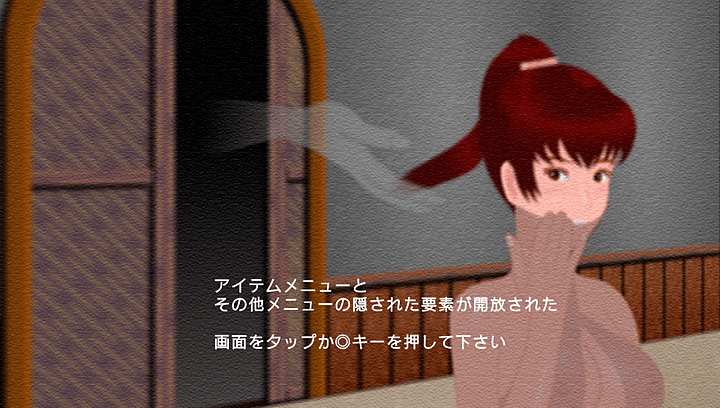 アイテムメニューと
その他メニューの隠された要素が開放された
画面をタップか◎キーを押して下さい